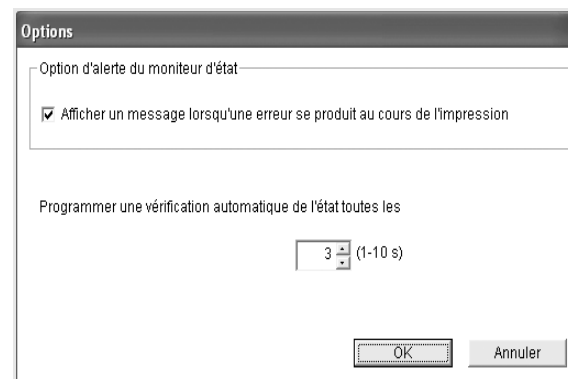 Options
Option d'alerte du moniteur d'état
Afficher un message lorsqu'une erreur se produit au cours de l'impression
Programmer une vérification automatique de l'état toutes les
3 (1-10 s)
OK Annuler